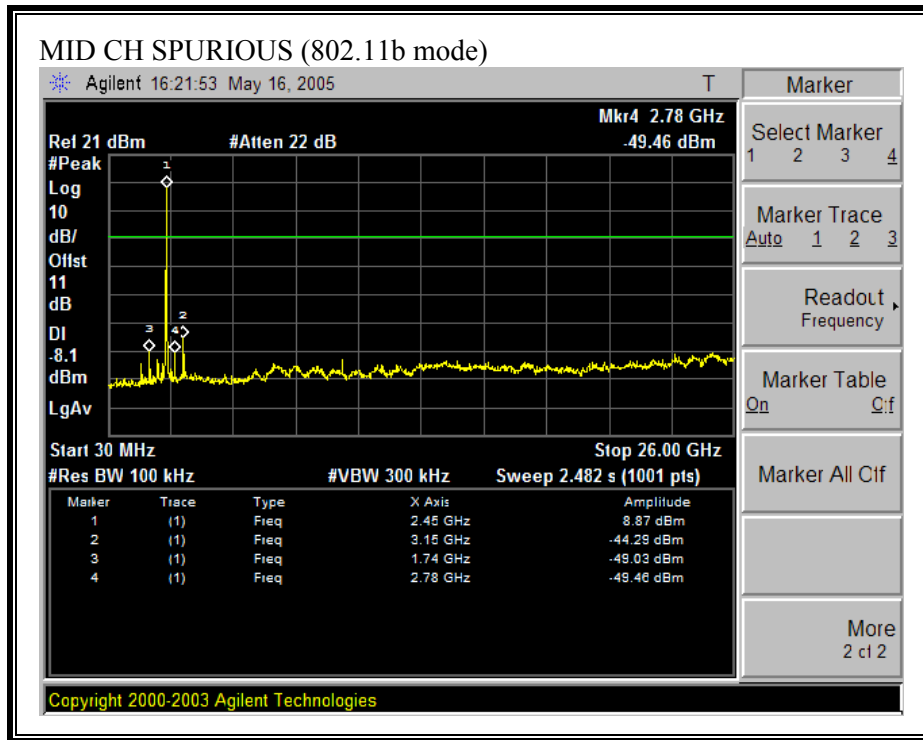 MID CH SPURIOUS (802.11b mode)
Agilent 16:21:53 May 16, 2005 T
Mkr4 2.78 GHz
Ref 21 dBm #Atten 22 dB -49.46 dBm
#Peak
Log
10
dB/
Offst
11
dB
DI
-8.1
dBm
LgAv
1
3
4
2
Start 30 MHz Stop 26.00 GHz
#Res BW 100 kHz #VBW 300 kHz Sweep 2.482 s (1001 pts)
Marker Trace Type X Axis Amplitude
1 (1) Freq 2.45 GHz 8.87 dBm
2 (1) Freq 3.15 GHz -44.29 dBm
3 (1) Freq 1.74 GHz -49.03 dBm
4 (1) Freq 2.78 GHz -49.46 dBm
Marker
Select Marker
1 2 3 4
Marker Trace
Auto 1 2 3
Readout
Frequency
Marker Table
On Off
Marker All Off
More
2 of 2
Copyright 2000-2003 Agilent Technologies